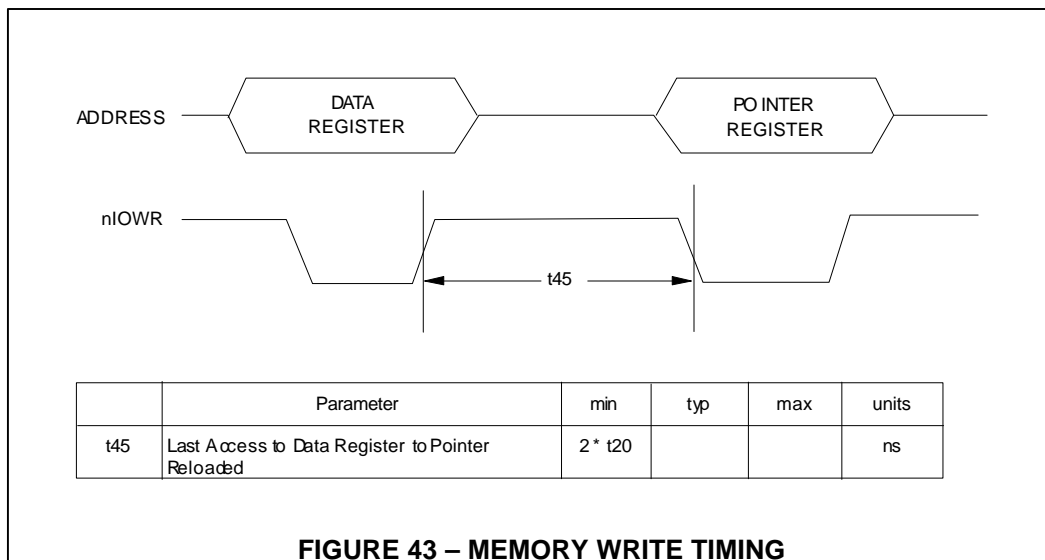 DATA
REGISTER
POINTER
REGISTER
ADDRESS
nIOWR
t45
Parameter min typ max units
t45 Last Access to Data Register to Pointer Reloaded 2 * t20 ns
FIGURE 43 – MEMORY WRITE TIMING